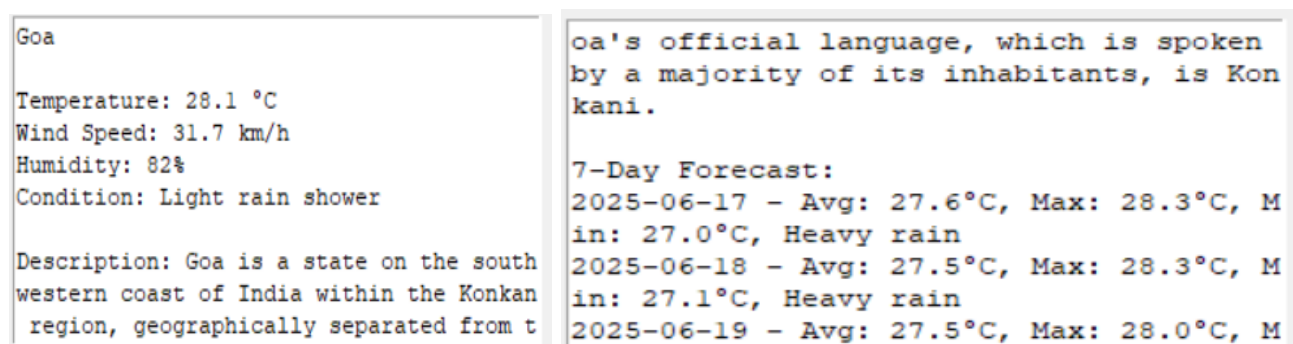 Goa
Temperature: 28.1 °C
Wind Speed: 31.7 km/h
Humidity: 82%
Condition: Light rain shower
Description: Goa is a state on the south
western coast of India within the Konkan
region, geographically separated from t
oa's official language, which is spoken
by a majority of its inhabitants, is Kon
kani.
7-Day Forecast:
2025-06-17 - Avg: 27.6°C, Max: 28.3°C, M
in: 27.0°C, Heavy rain
2025-06-18 - Avg: 27.5°C, Max: 28.3°C, M
in: 27.1°C, Heavy rain
2025-06-19 - Avg: 27.5°C, Max: 28.0°C, M